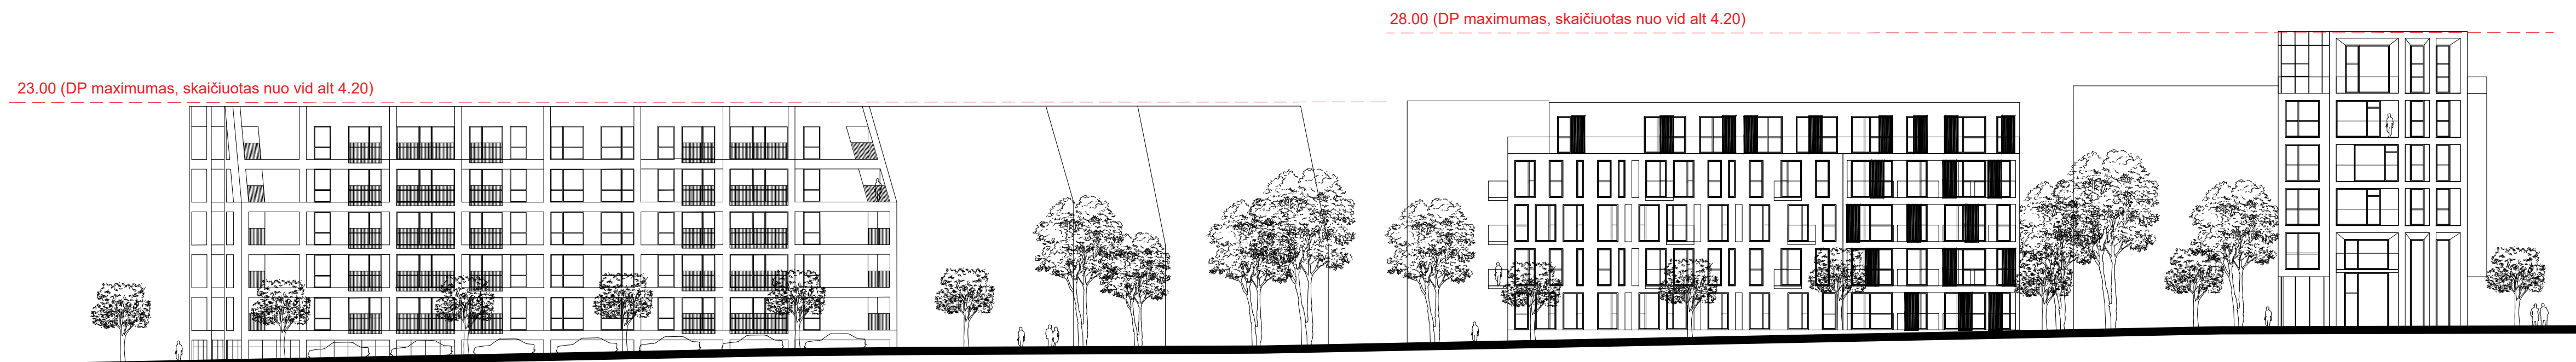 28.00 (DP maximumas, skaičiuotas nuo vid alt 4.20)
23.00 (DP maximumas, skaičiuotas nuo vid alt 4.20)